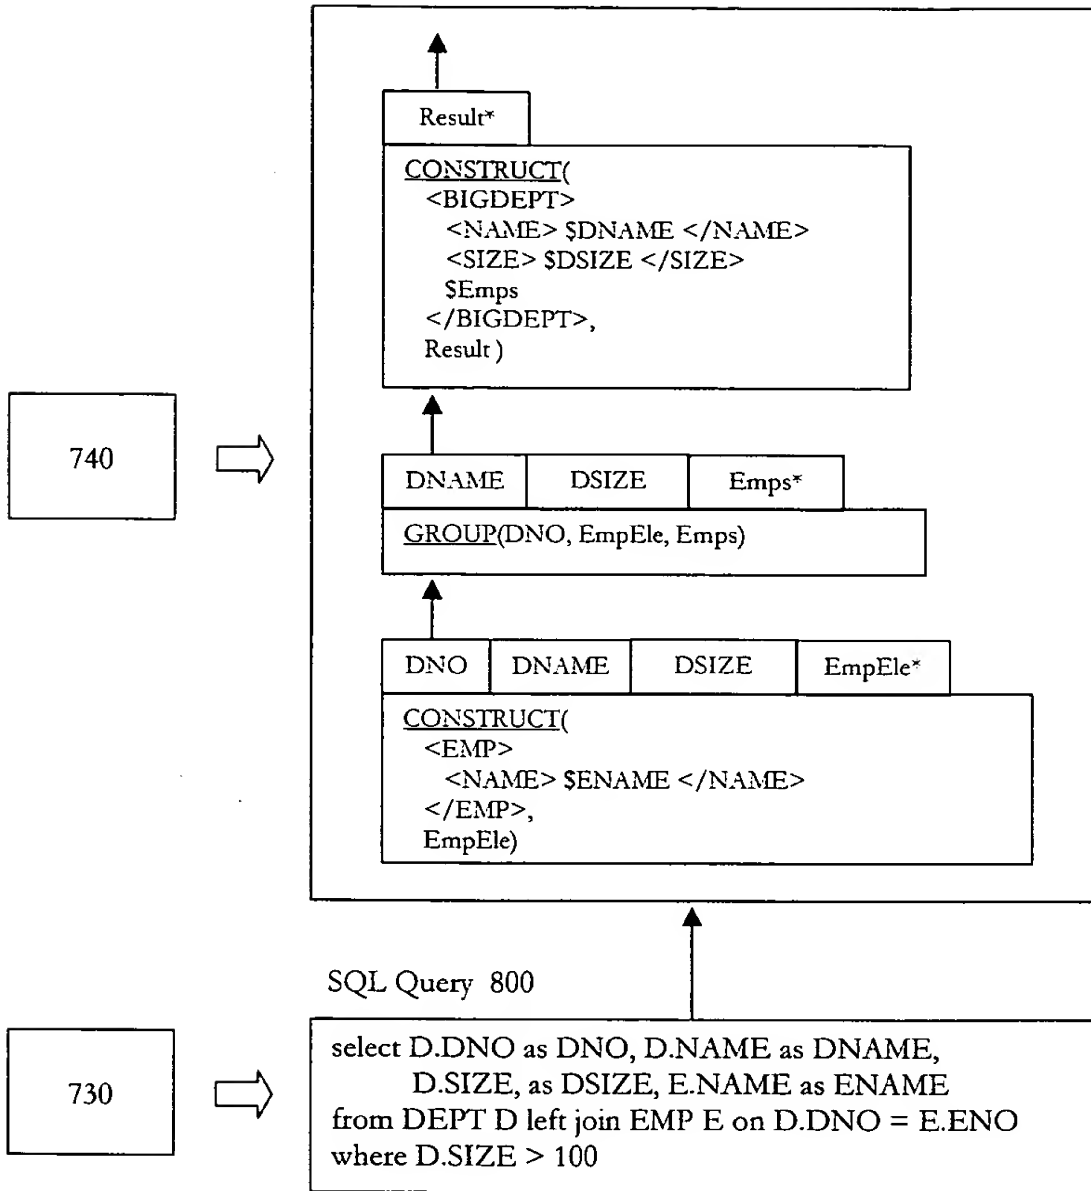 Result*
CONSTRUCT(
<BIGDEPT>
<NAME> $DNAME </NAME>
<SIZE> $DSIZE </SIZE>
$Emps
</BIGDEPT>,
Result )
740
DNAME DSIZE Emps*
GROUP(DNO, EmpEle, Emps)
DNO DNAME DSIZE EmpEle*
CONSTRUCT(
<EMP>
<NAME> $ENAME </NAME>
</EMP>,
EmpEle)
SQL Query 800
730
select D.DNO as DNO, D.NAME as DNAME,
D.SIZE, as DSIZE, E.NAME as ENAME
from DEPT D left join EMP E on D.DNO = E.ENO
where D.SIZE > 100